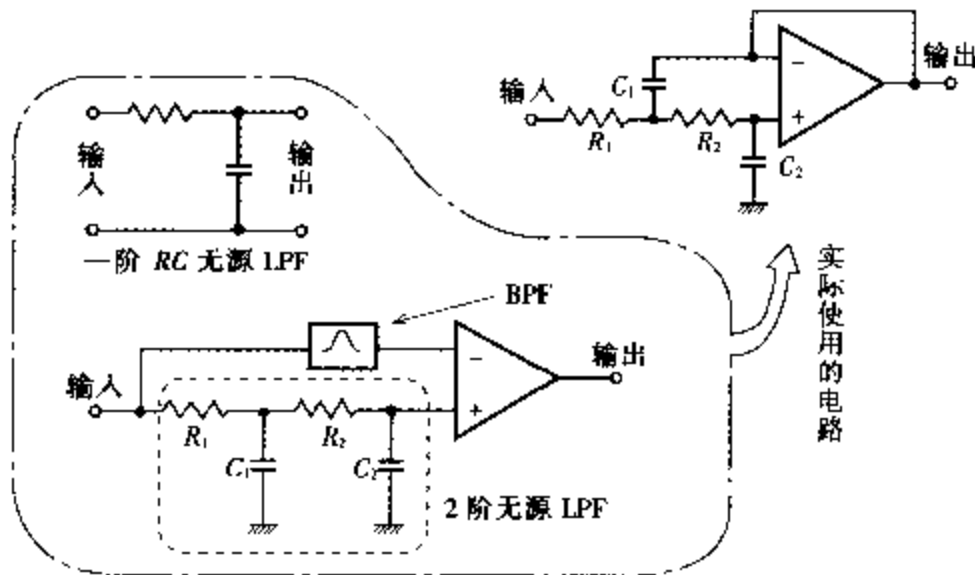 输入
输出
一阶 RC 无源 LPF
输入
R₁
C₁
R₂
C₂
−
+
输出
实际使用的电路
BPF
输入
R₁
C₁
R₂
C₂
−
+
输出
2 阶无源 LPF